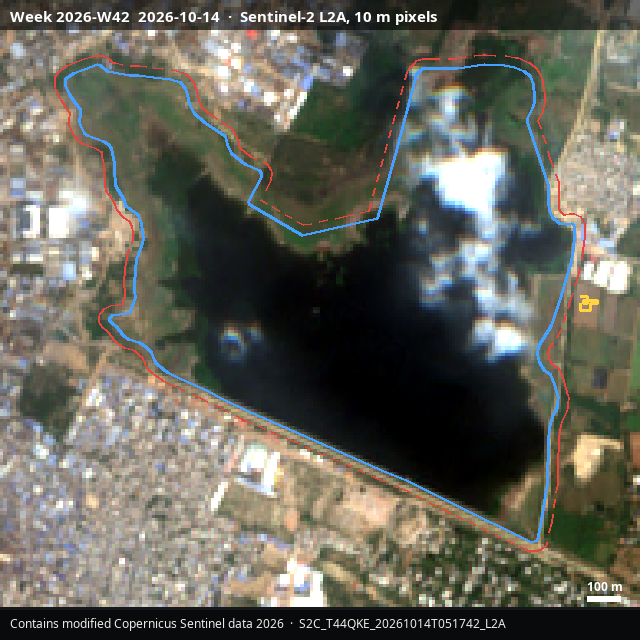 Week 2026-W42 2026-10-14 · Sentinel-2 L2A, 10 m pixels
100 m
Contains modified Copernicus Sentinel data 2026 · S2C_T44QKE_20261014T051742_L2A